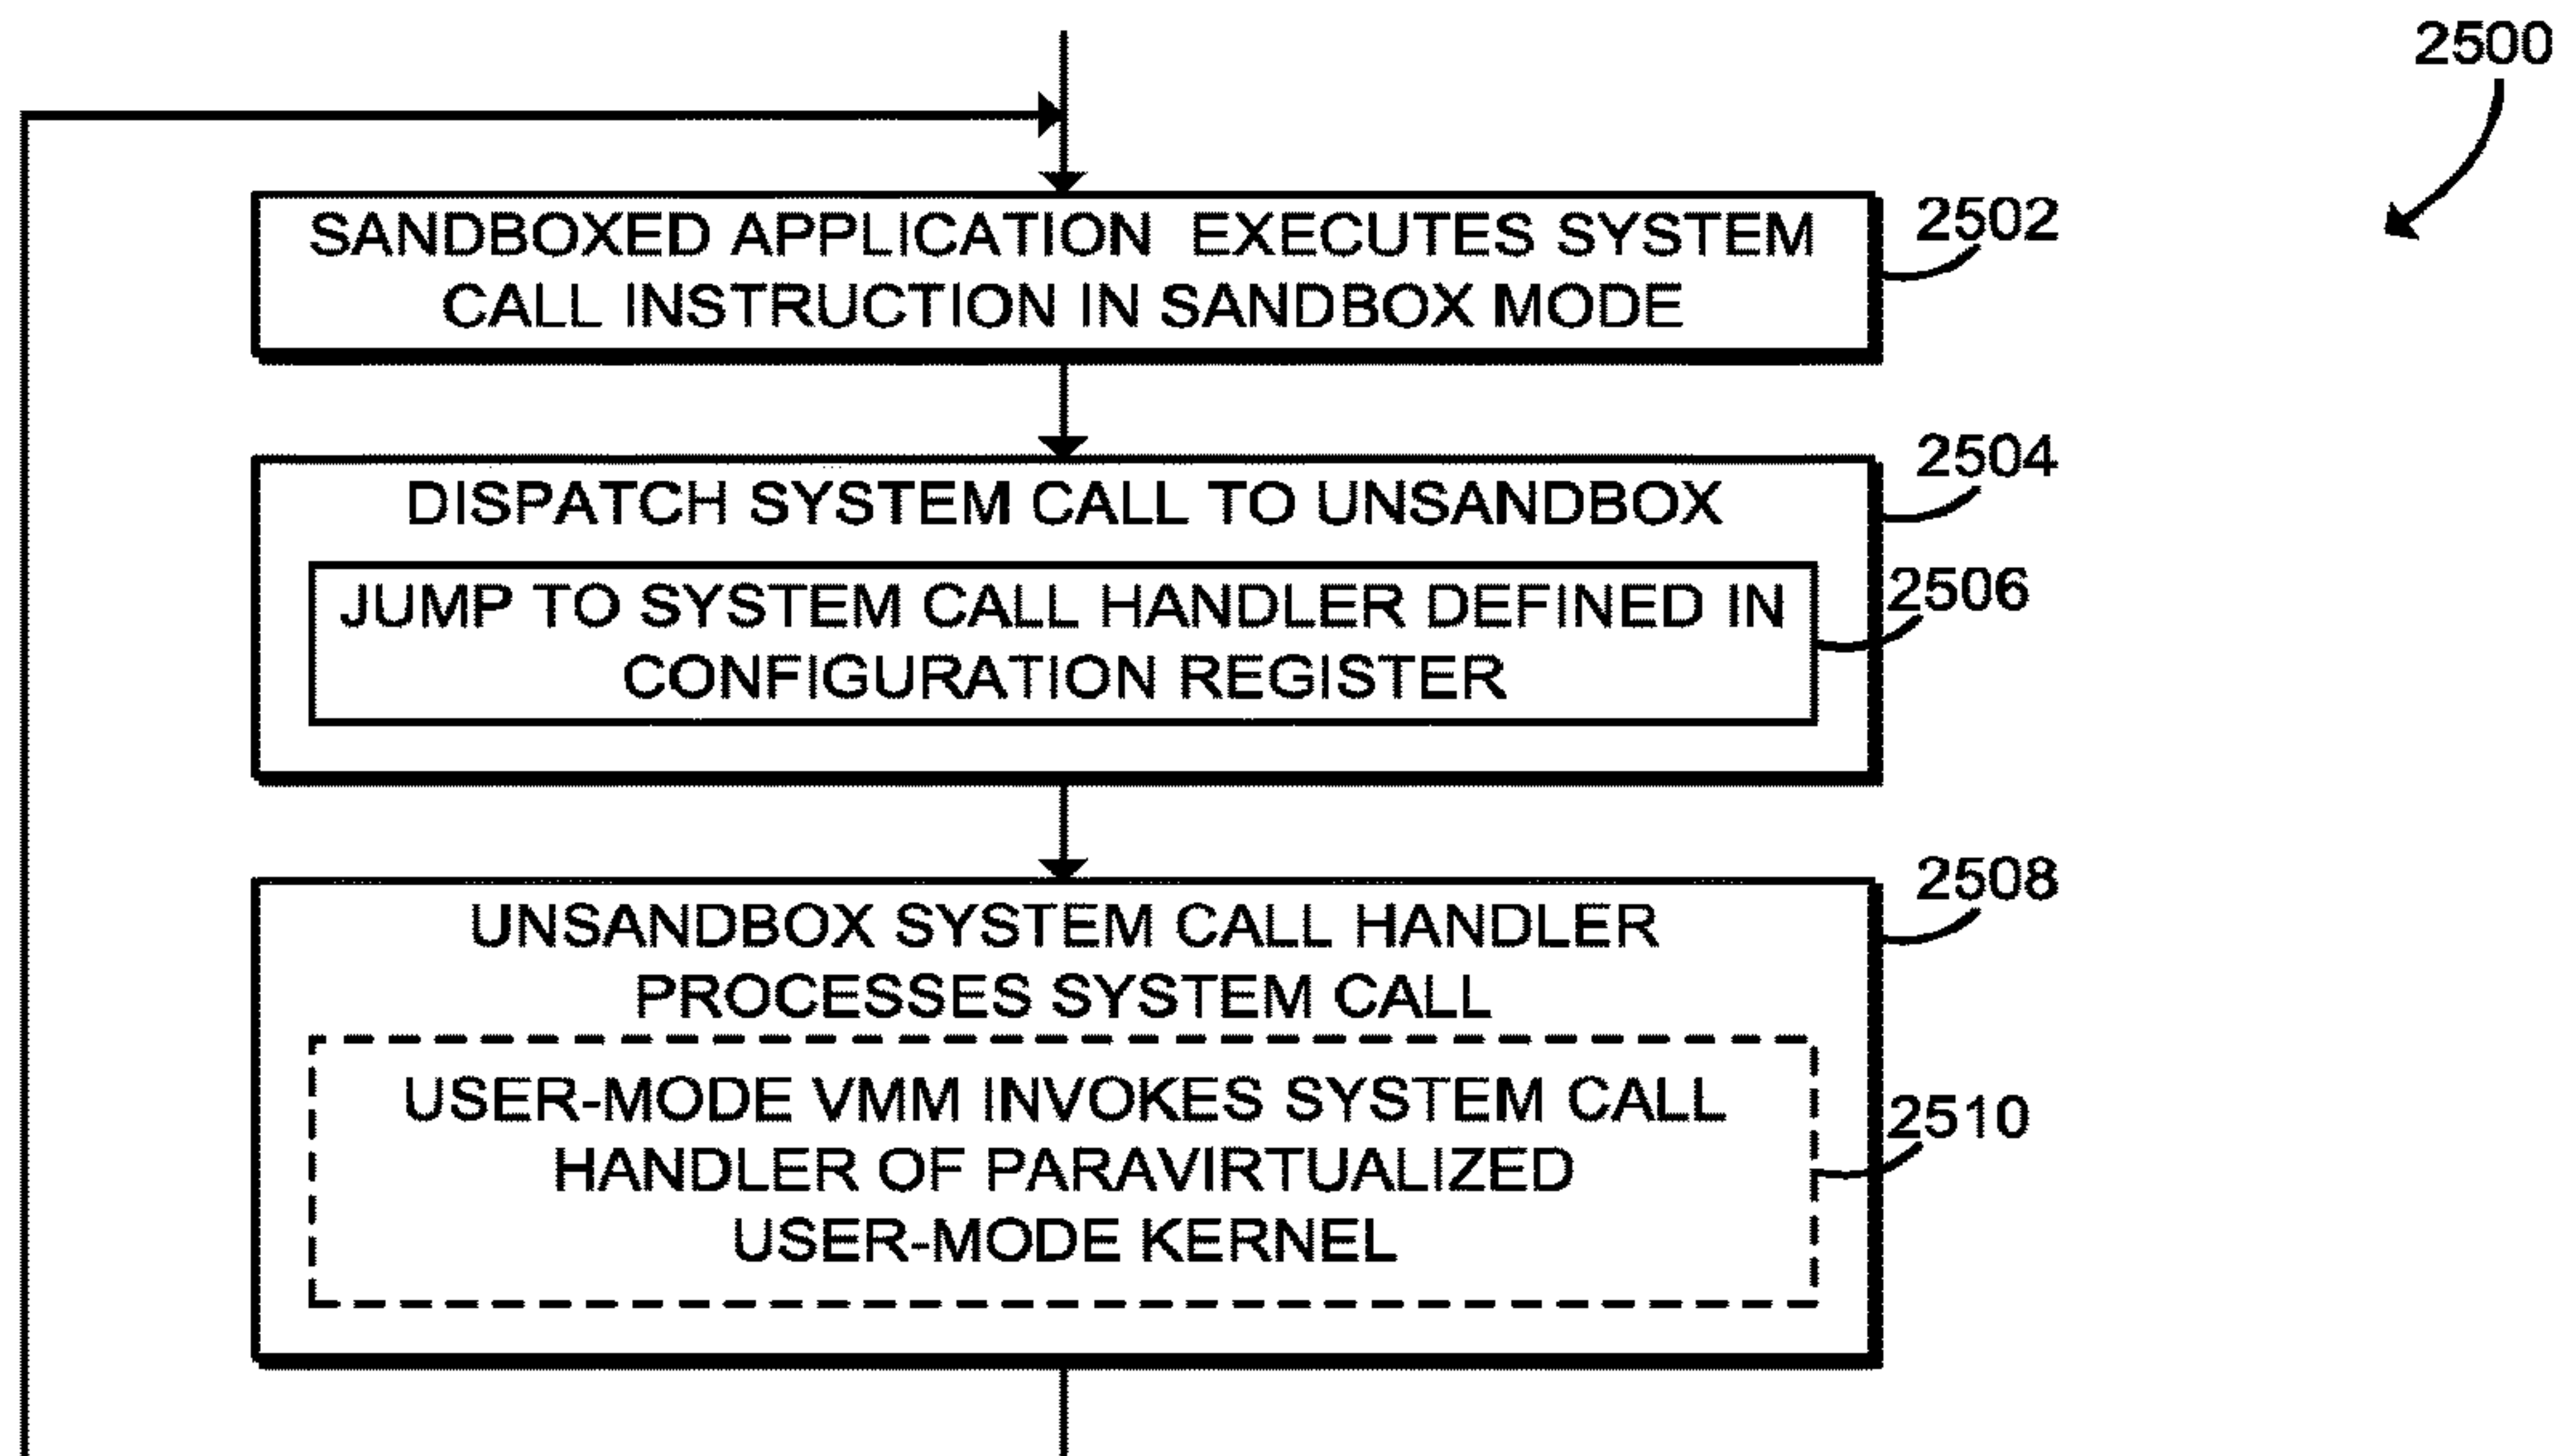 2500
SANDBOXED APPLICATION EXECUTES SYSTEM
CALL INSTRUCTION IN SANDBOX MODE
2502
DISPATCH SYSTEM CALL TO UNSANDBOX
2504
JUMP TO SYSTEM CALL HANDLER DEFINED IN
CONFIGURATION REGISTER
2506
UNSANDBOX SYSTEM CALL HANDLER
PROCESSES SYSTEM CALL
2508
USER-MODE VMM INVOKES SYSTEM CALL
HANDLER OF PARAVIRTUALIZED
USER-MODE KERNEL
2510